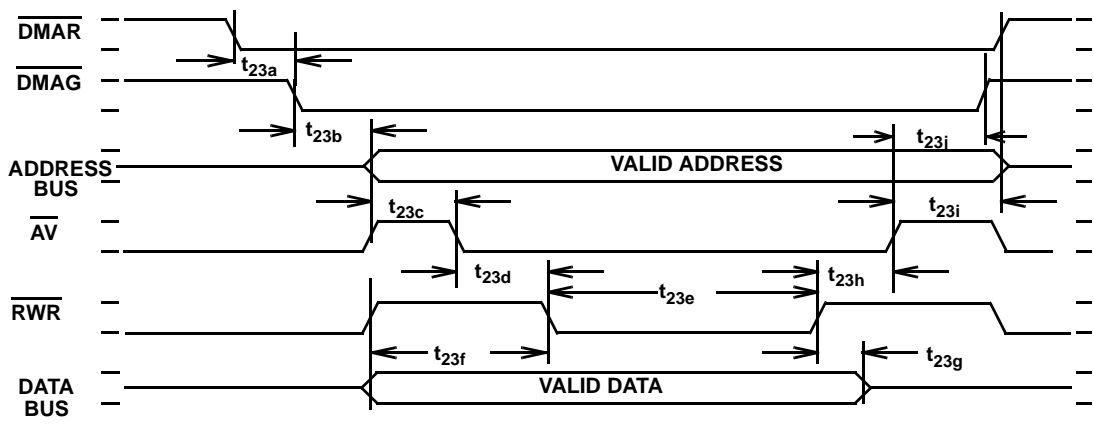 DMAR
t23a
DMAG
t23b
t23j
ADDRESS
BUS
VALID ADDRESS
t23c
t23i
AV
t23d
t23h
t23e
RWR
t23f
t23g
DATA
BUS
VALID DATA